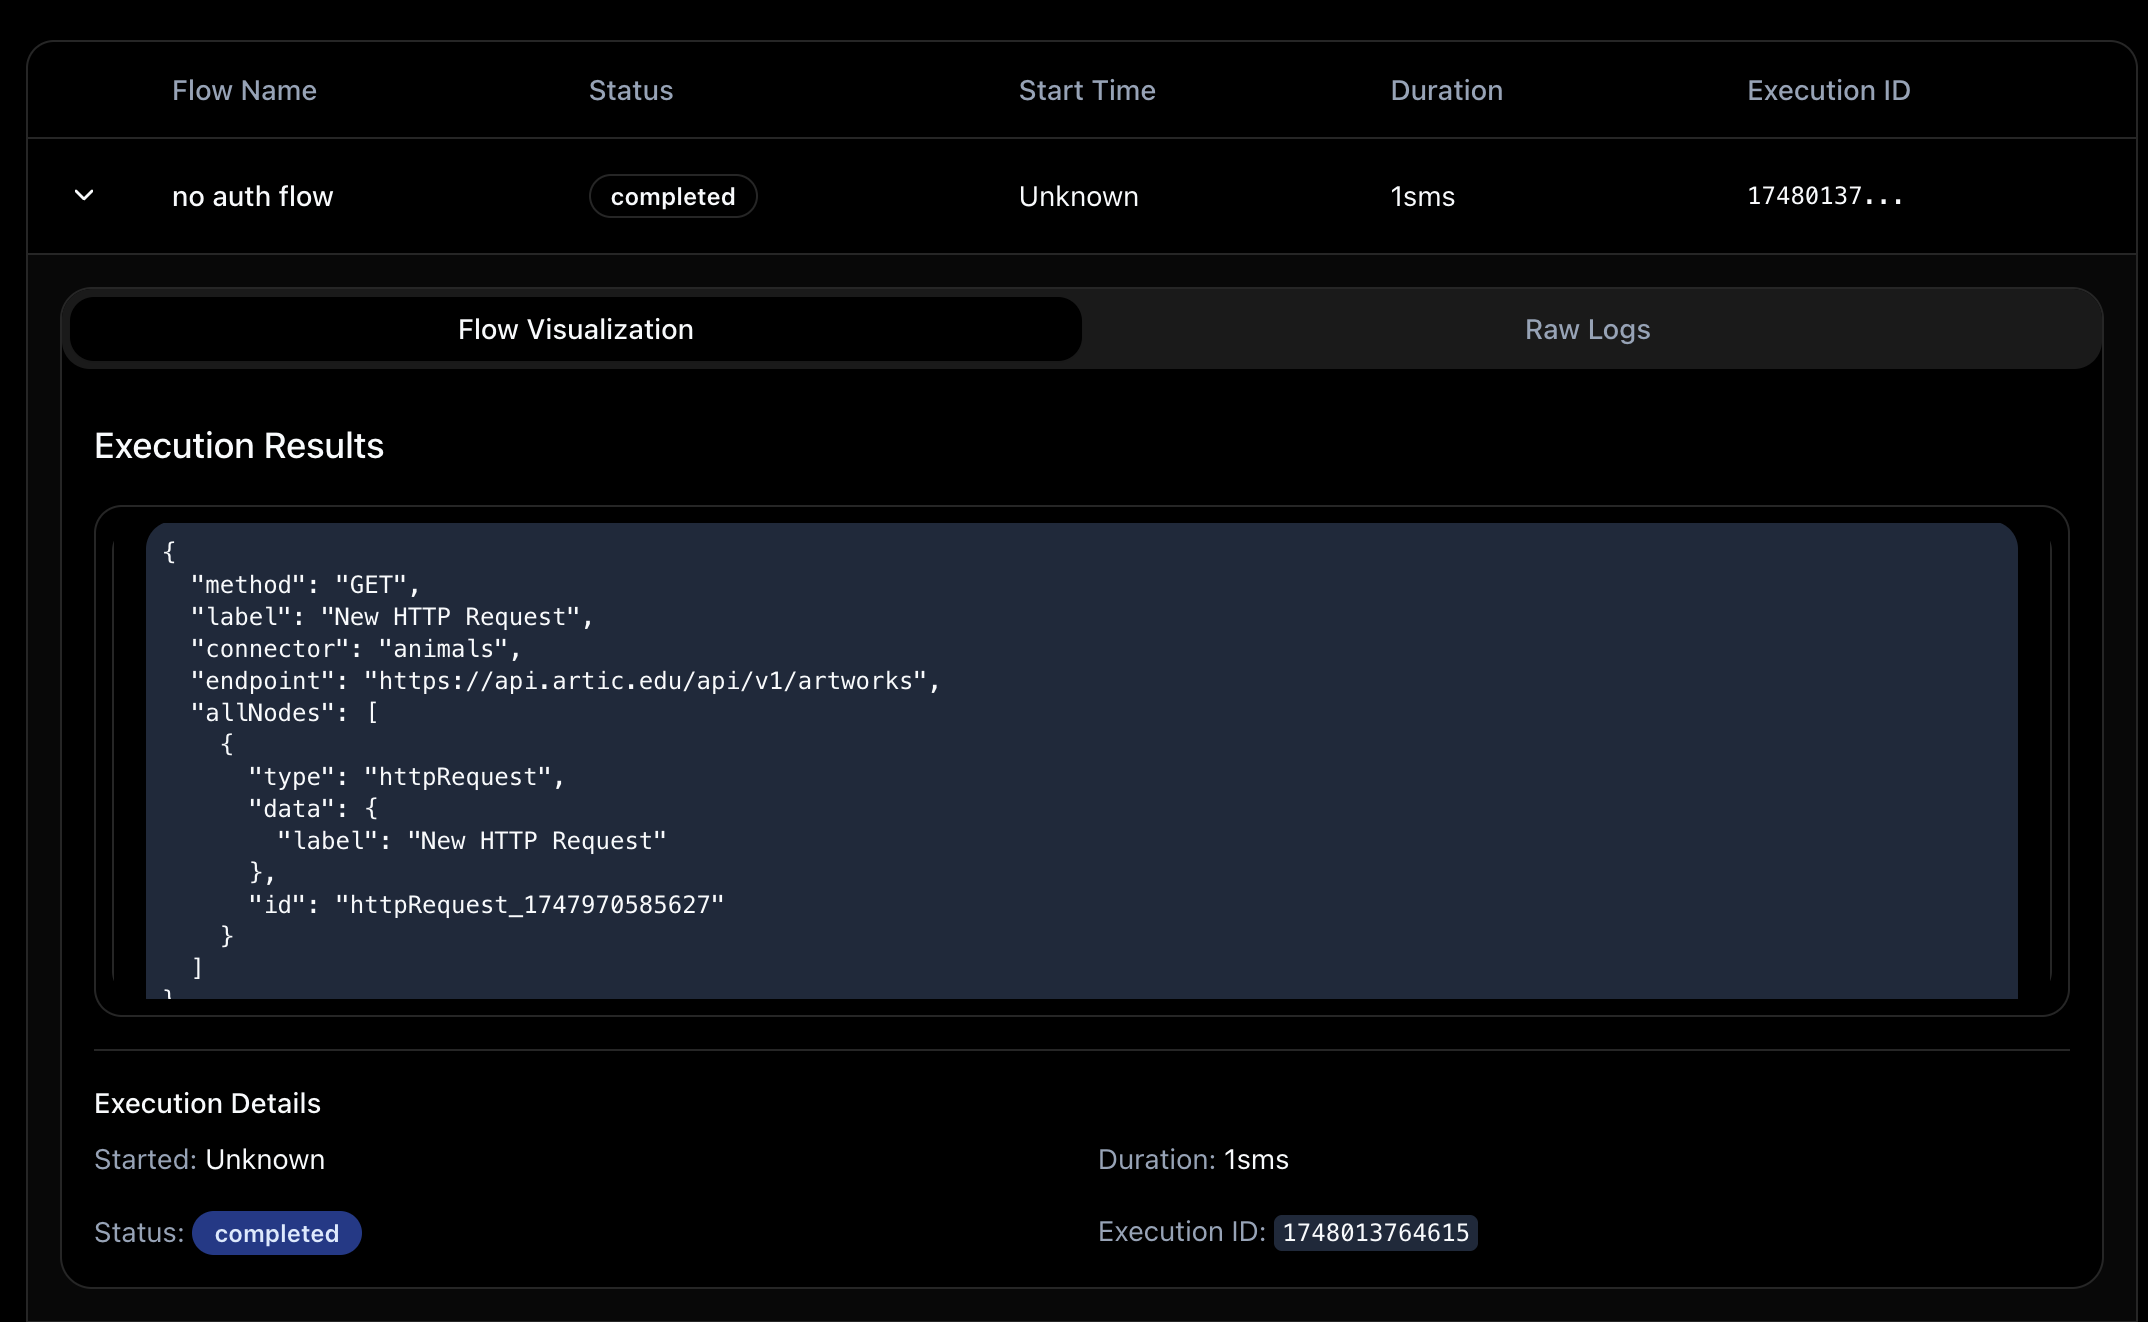 Flow Name Status Start Time Duration Execution ID
no auth flow completed Unknown 1sms 17480137...
Flow Visualization Raw Logs
Execution Results
{
  "method": "GET",
  "label": "New HTTP Request",
  "connector": "animals",
  "endpoint": "https://api.artic.edu/api/v1/artworks",
  "allNodes": [
    {
      "type": "httpRequest",
      "data": {
        "label": "New HTTP Request"
      },
      "id": "httpRequest_1747970585627"
    }
  ]
}
Execution Details
Started: Unknown Duration: 1sms
Status: completed Execution ID: 1748013764615